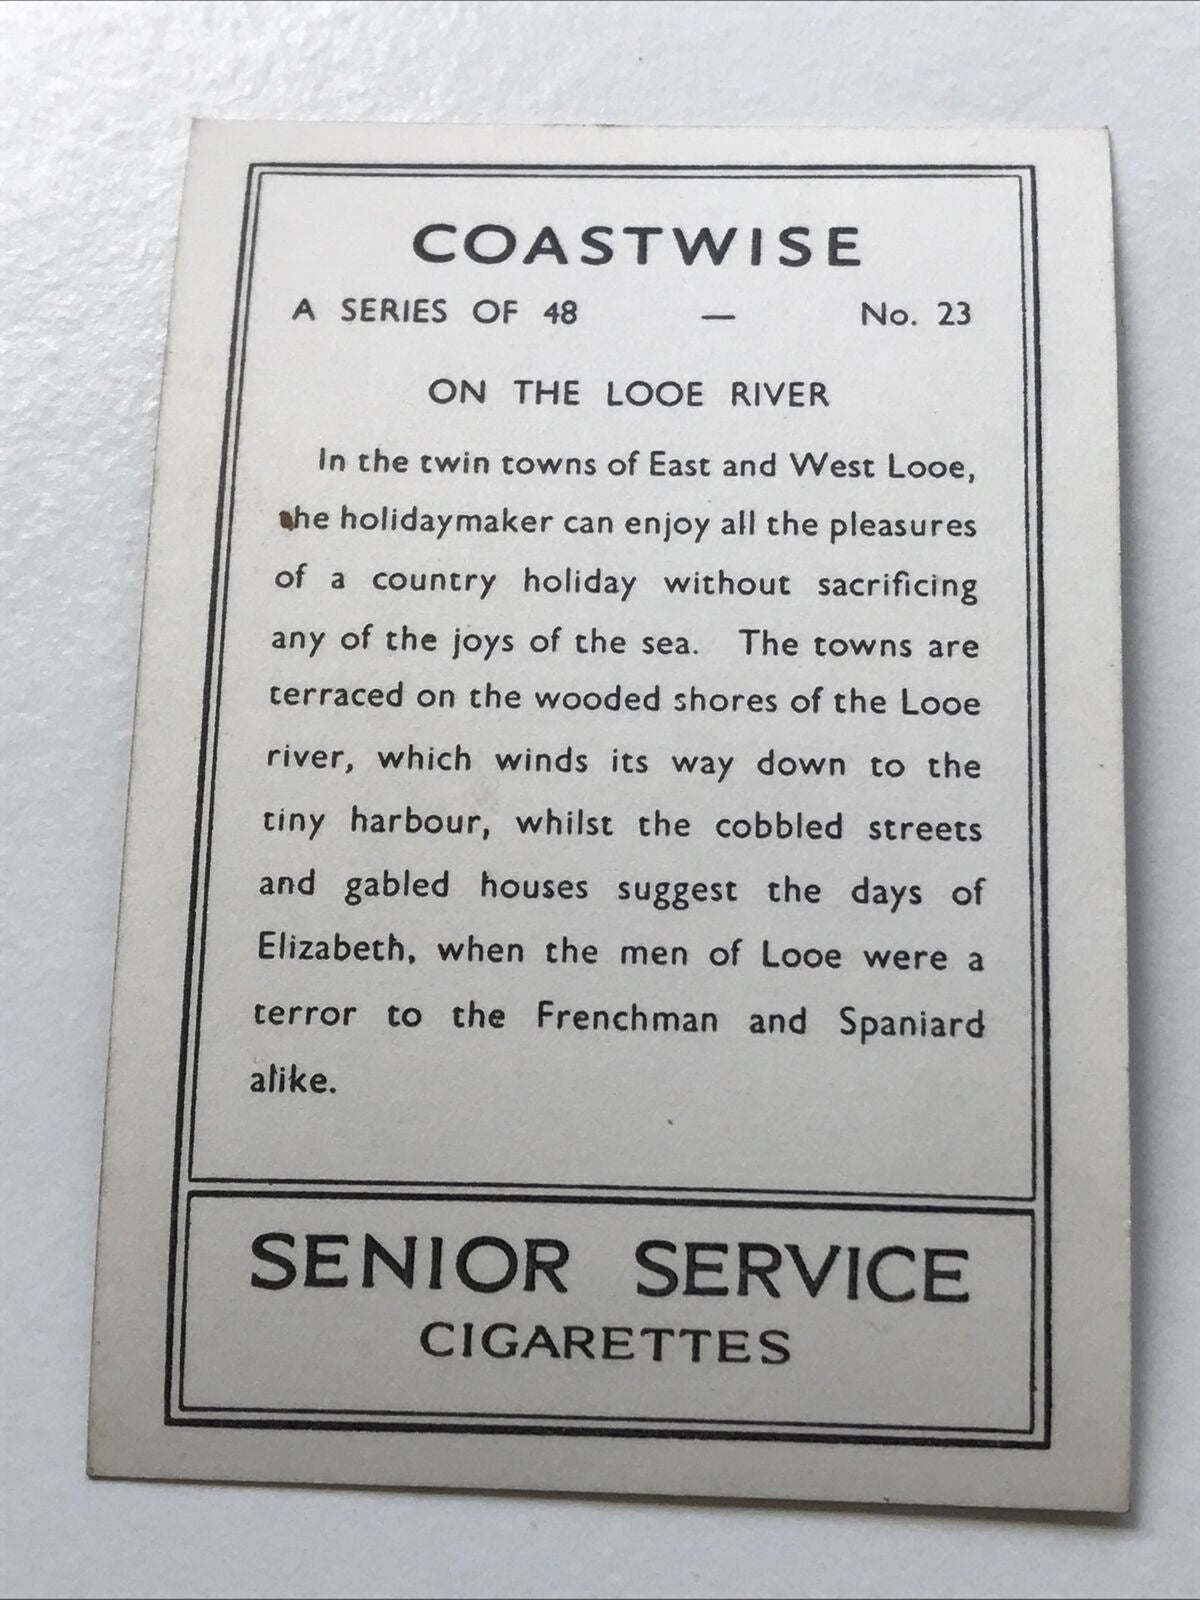 COASTWISE
A SERIES OF 48 — No. 23
ON THE LOOE RIVER
In the twin towns of East and West Looe,
the holidaymaker can enjoy all the pleasures
of a country holiday without sacrificing
any of the joys of the sea. The towns are
terraced on the wooded shores of the Looe
river, which winds its way down to the
tiny harbour, whilst the cobbled streets
and gabled houses suggest the days of
Elizabeth, when the men of Looe were a
terror to the Frenchman and Spaniard
alike.
SENIOR SERVICE
CIGARETTES